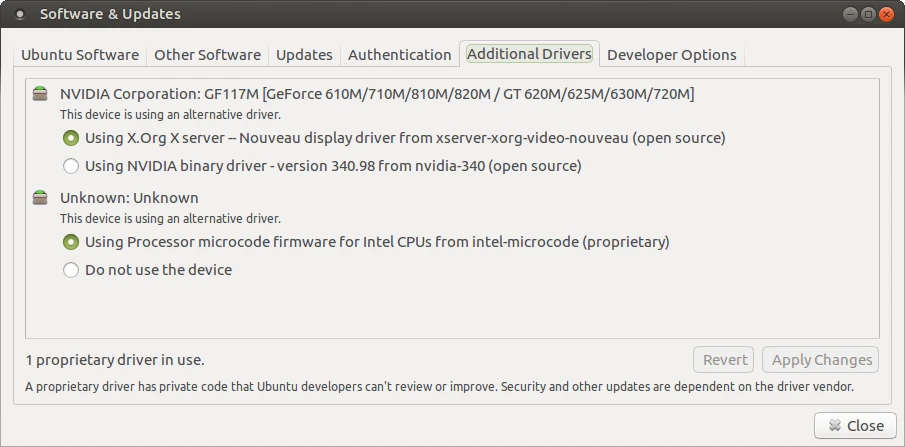 Software & Updates
Ubuntu Software Other Software Updates Authentication Additional Drivers Developer Options
NVIDIA Corporation: GF117M [GeForce 610M/710M/810M/820M / GT 620M/625M/630M/720M]
This device is using an alternative driver.
Using X.Org X server -- Nouveau display driver from xserver-xorg-video-nouveau (open source)
Using NVIDIA binary driver - version 340.98 from nvidia-340 (open source)
Unknown: Unknown
This device is using an alternative driver.
Using Processor microcode firmware for Intel CPUs from intel-microcode (proprietary)
Do not use the device
1 proprietary driver in use.
Revert Apply Changes
A proprietary driver has private code that Ubuntu developers can't review or improve. Security and other updates are dependent on the driver vendor.
Close